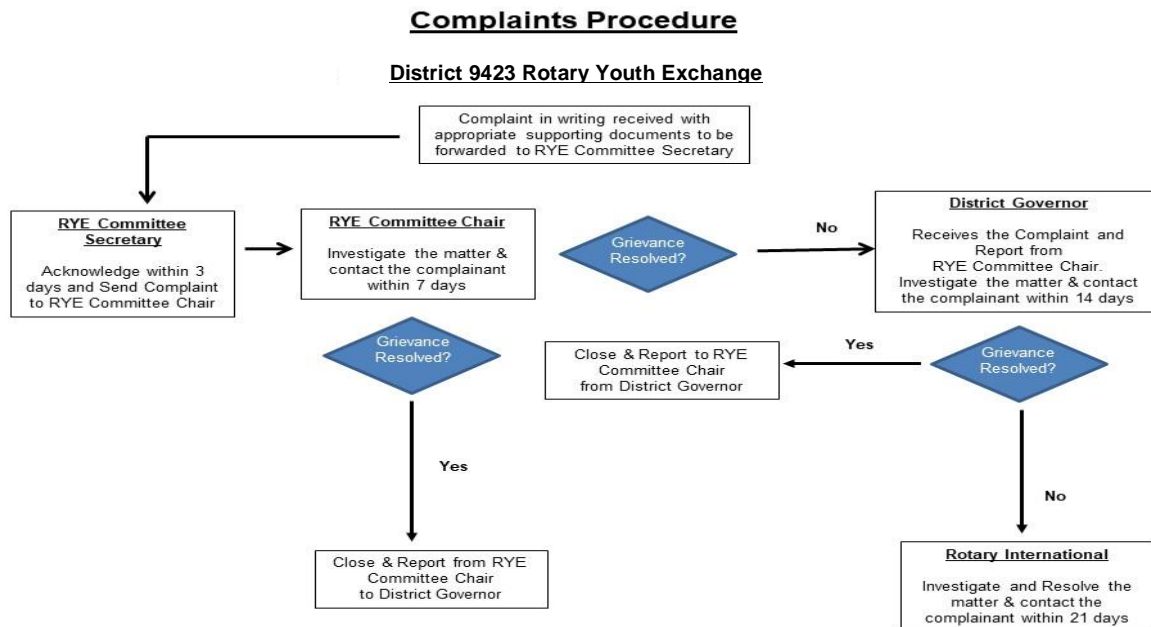 Complaints Procedure
District 9423 Rotary Youth Exchange
Complaint in writing received with
appropriate supporting documents to be
forwarded to RYE Committee Secretary
RYE Committee
Secretary
Acknowledge within 3
days and Send Complaint
to RYE Committee Chair
RYE Committee Chair
Investigate the matter &
contact the complainant
within 7 days
Grievance
Resolved?
No
District Governor
Receives the Complaint and
Report from
RYE Committee Chair.
Investigate the matter & contact
the complainant within 14 days
Grievance
Resolved?
Yes
Close & Report from RYE
Committee Chair
to District Governor
Grievance
Resolved?
Yes
Close & Report to RYE
Committee Chair
from District Governor
No
Rotary International
Investigate and Resolve the
matter & contact the
complainant within 21 days